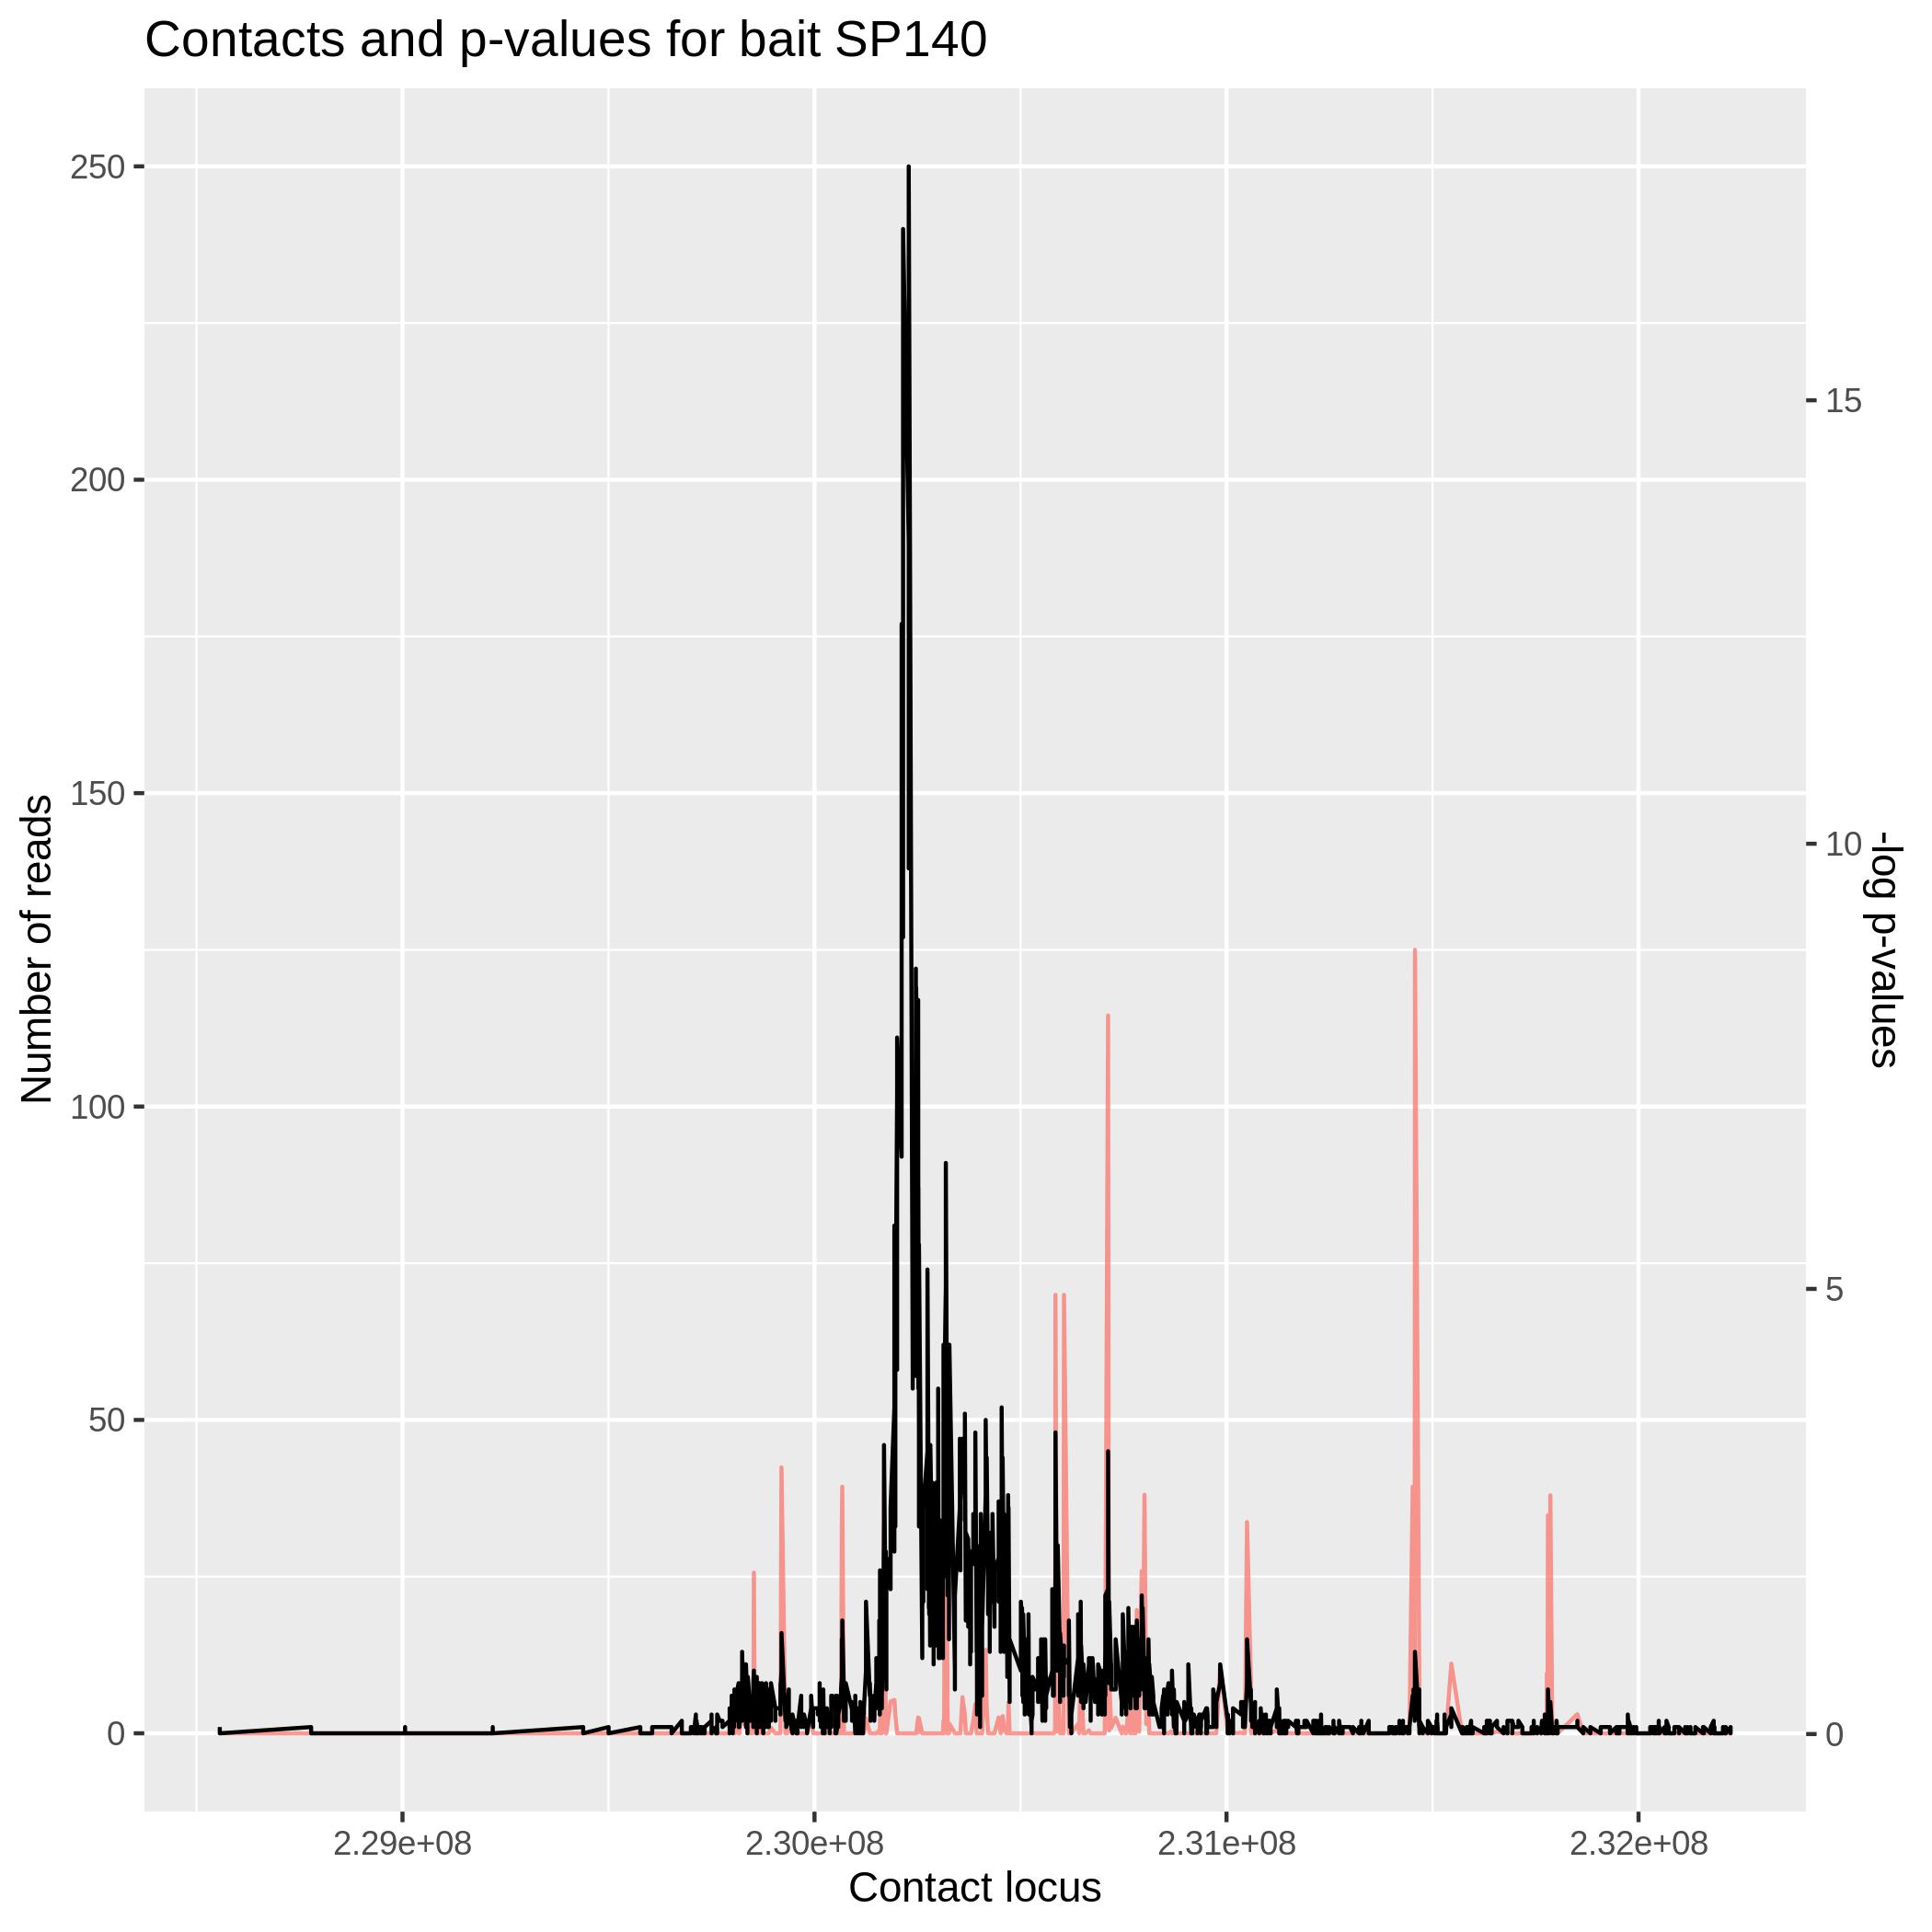 Contacts and p-values for bait SP140
250
200
150
100
50
0
Number of reads
15
10
5
0
-log p-values
2.29e+08
2.30e+08
2.31e+08
2.32e+08
Contact locus